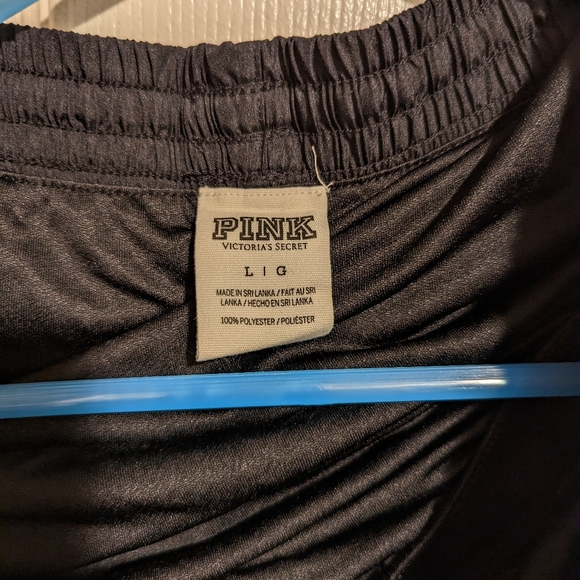 PINK
VICTORIA'S SECRET
L | G
MADE IN SRI LANKA / FAIT AU SRI
LANKA / HECHO EN SRI LANKA
100% POLYESTER / POLIÉSTER